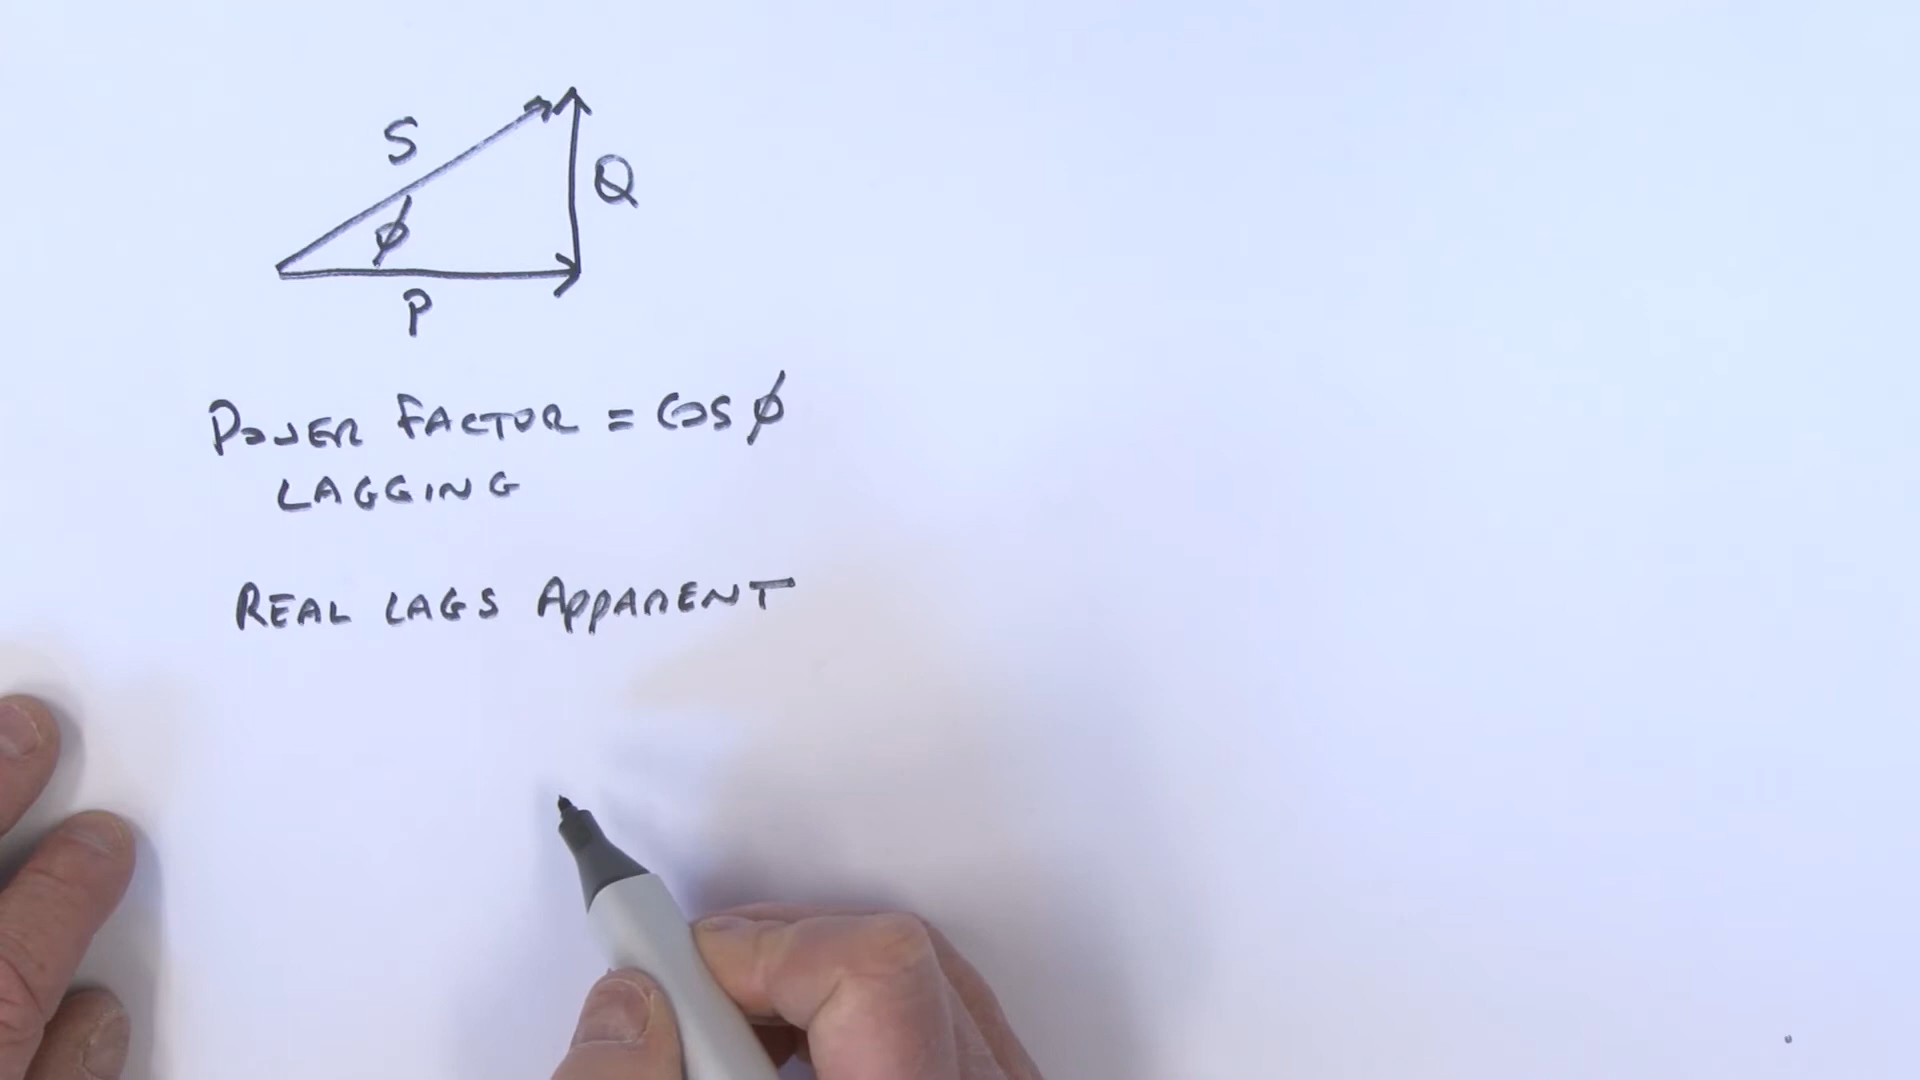 S
Q
ϕ
P
POWER FACTOR = COS ϕ
LAGGING
REAL LAGS APPARENT